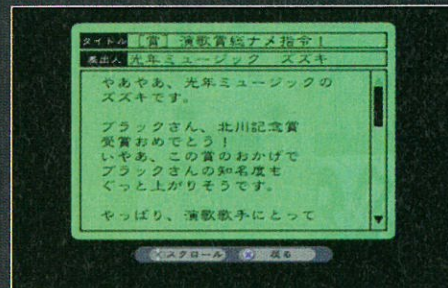 タイトル [賞] 演歌賞総ナメ指令!
差出人 光年ミュージック ズズキ
やあやあ、光年ミュージックの
ズズキです。
ブラックさん、北川記念賞
受賞おめでとう!
いやあ、この賞のおかげで
ブラックさんの知名度も
ぐっと上がりそうです。
やっぱり、演歌歌手にとって
スクロール 戻る